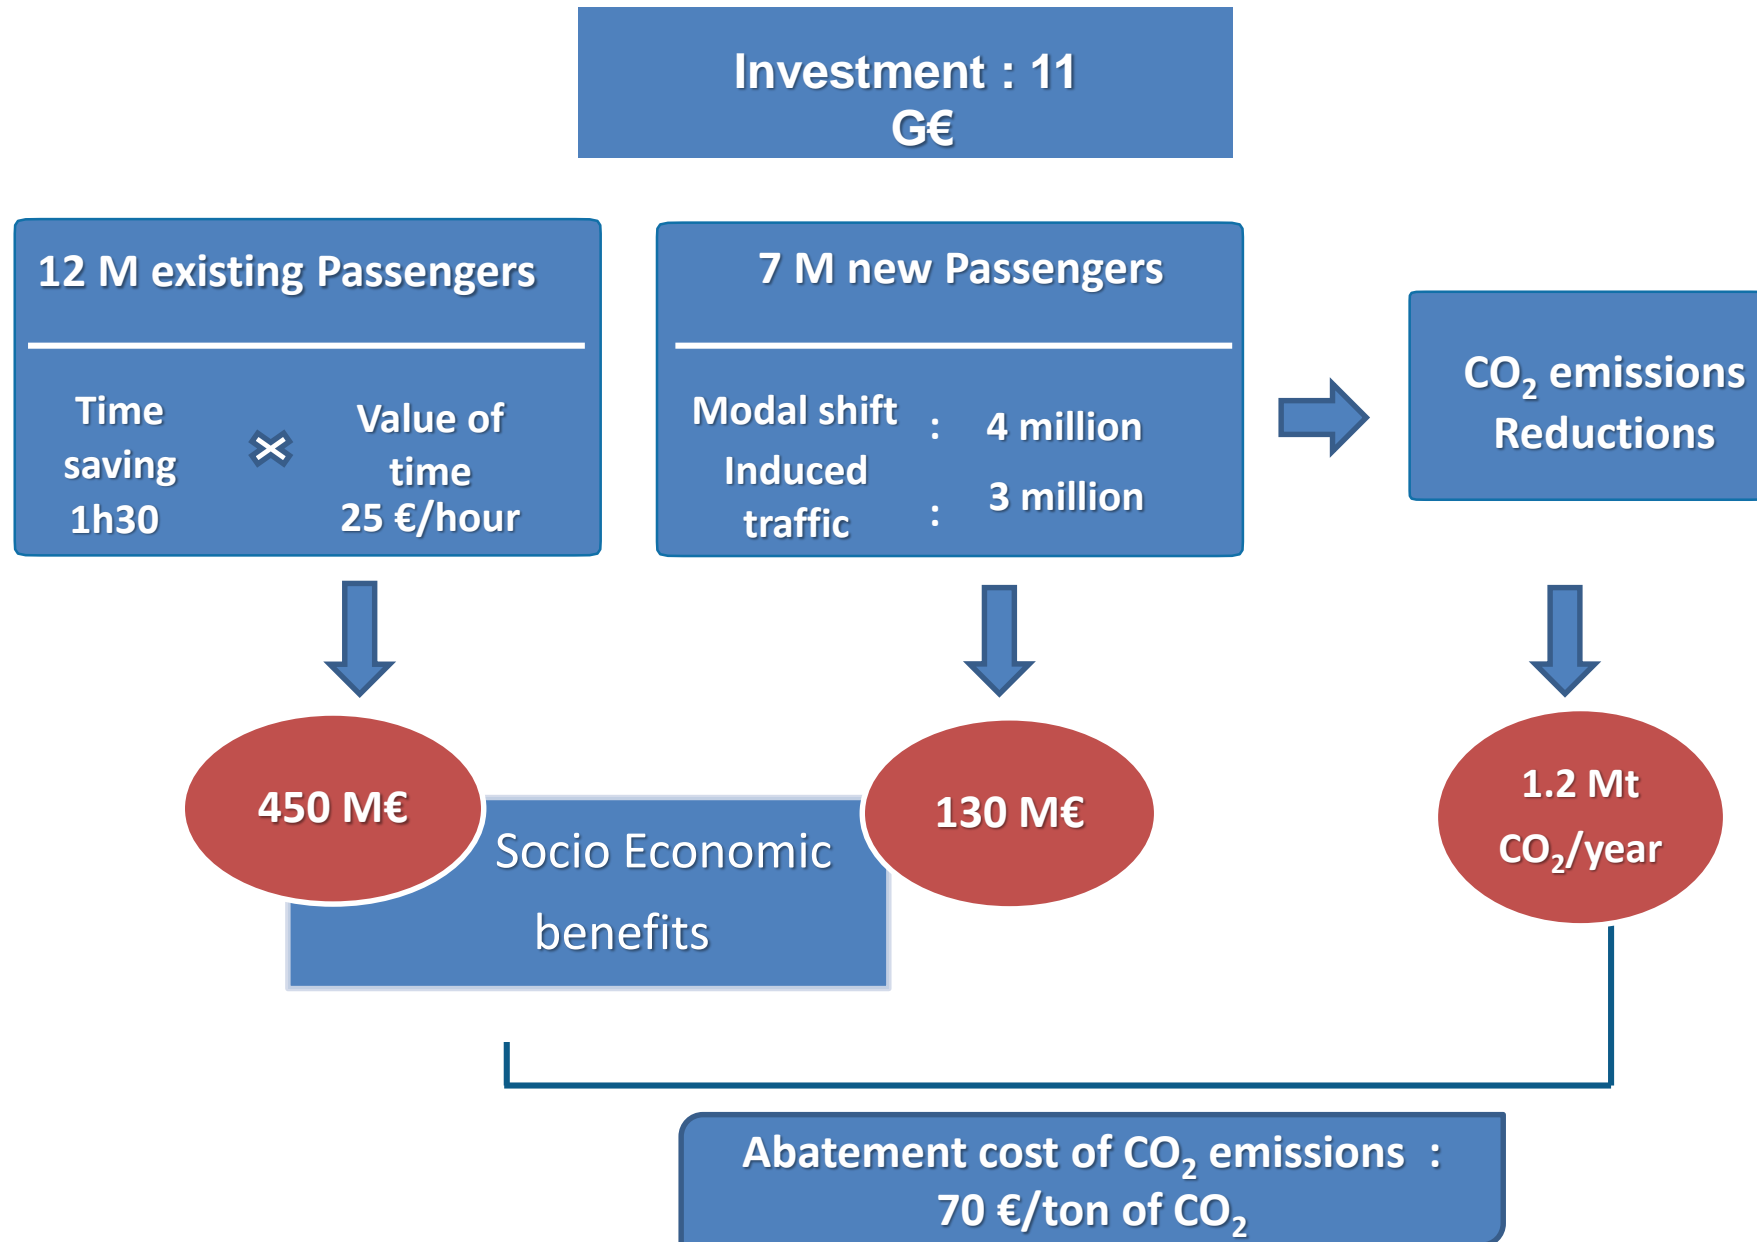 Investment : 11
G€
12 M existing Passengers
Time
saving
1h30
Value of
time
25 €/hour
7 M new Passengers
Modal shift : 4 million
Induced
traffic : 3 million
CO₂ emissions
Reductions
450 M€
Socio Economic
benefits
130 M€
1.2 Mt
CO₂/year
Abatement cost of CO₂ emissions :
70 €/ton of CO₂